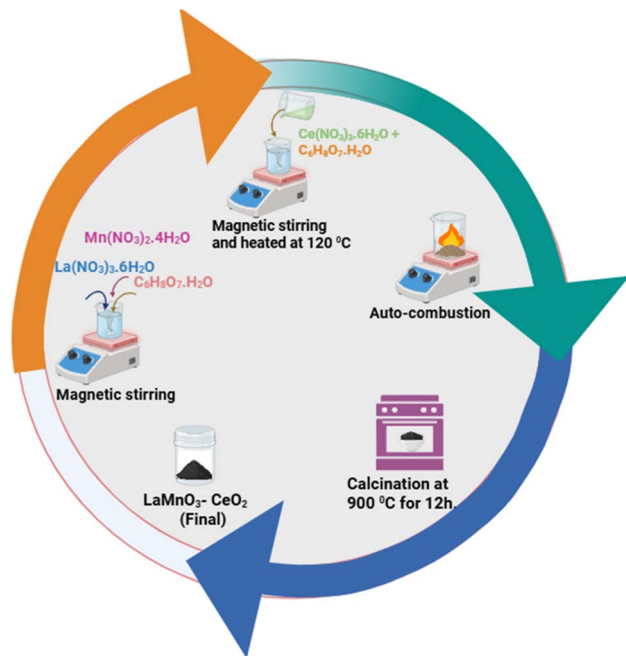 Ce(NO₃)₃.6H₂O +
C₆H₈O₇.H₂O
Magnetic stirring
and heated at 120 ⁰C
Mn(NO₃)₂.4H₂O
La(NO₃)₃.6H₂O
C₆H₈O₇.H₂O
Magnetic stirring
Auto-combustion
Calcination at
900 ⁰C for 12h.
LaMnO₃- CeO₂
(Final)